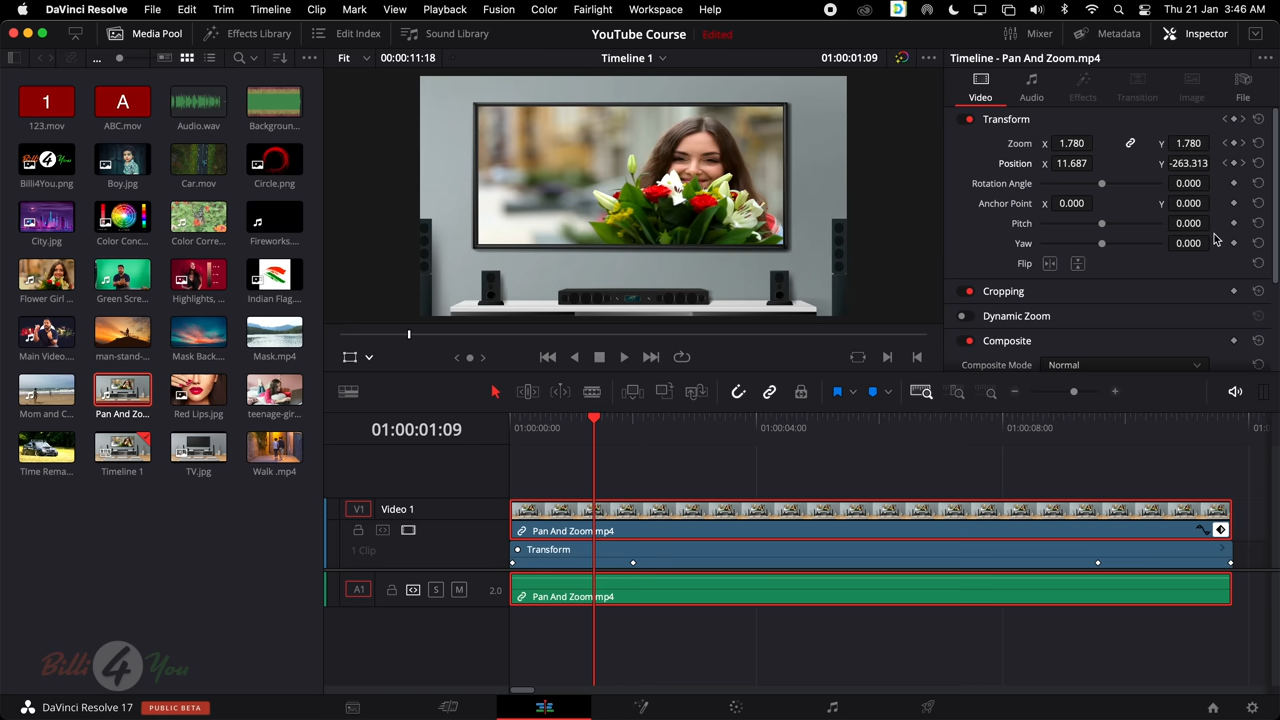 DaVinci Resolve File Edit Trim Timeline Clip Mark View Playback Fusion Color Fairlight Workspace Help Thu 21 Jan 3:46 AM
Media Pool Effects Library Edit Index Sound Library YouTube Course Edited Mixer Metadata Inspector
... Fit 00:00:11:18 Timeline 1 01:00:01:09 Timeline - Pan And Zoom.mp4
Video Audio Effects Transition Image File
1 A
123.mov ABC.mov Audio.wav Backgroun...
Billi4You.png Boy.jpg Car.mov Circle.png
City.jpg Color Conc... Color Corre... Fireworks....
Flower Girl ... Green Scre... Highlights, ... Indian Flag....
Main Video.... man-stand-... Mask Back.... Mask.mp4
Mom and C... Pan And Zo... Red Lips.jpg teenage-gir...
TIme Rema... Timeline 1 TV.jpg Walk .mp4
Transform
Zoom X 1.780 Y 1.780
Position X 11.687 Y -263.313
Rotation Angle 0.000
Anchor Point X 0.000 Y 0.000
Pitch 0.000
Yaw 0.000
Flip
Cropping
Dynamic Zoom
Composite
Composite Mode Normal
01:00:01:09 01:00:00:00 01:00:04:00 01:00:08:00 01:0
V1 Video 1
Pan And Zoom.mp4
1 Clip Transform
A1 S M 2.0 Pan And Zoom.mp4
Billi 4 You
DaVinci Resolve 17 PUBLIC BETA